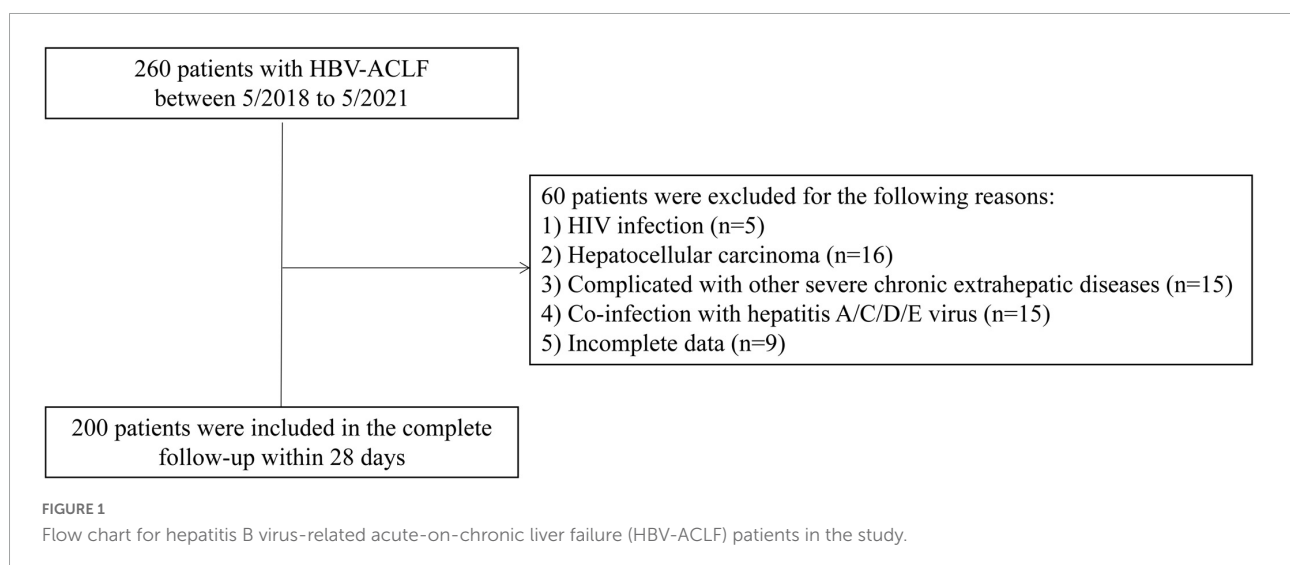 260 patients with HBV-ACLF
between 5/2018 to 5/2021
60 patients were excluded for the following reasons:
1) HIV infection (n=5)
2) Hepatocellular carcinoma (n=16)
3) Complicated with other severe chronic extrahepatic diseases (n=15)
4) Co-infection with hepatitis A/C/D/E virus (n=15)
5) Incomplete data (n=9)
200 patients were included in the complete
follow-up within 28 days
FIGURE 1
Flow chart for hepatitis B virus-related acute-on-chronic liver failure (HBV-ACLF) patients in the study.